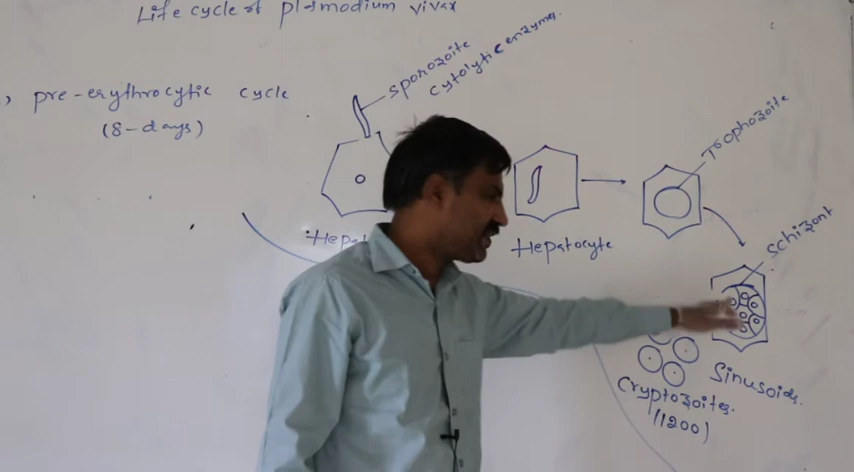 Life cycle of plasmodium vivax
sporozoite
cytolytic enzyme.
) pre-erythrocytic cycle
(8-days)
Trophozoite
Hepat
Hepatocyte
schizont
Sinusoids.
Cryptozoites.
(1200)